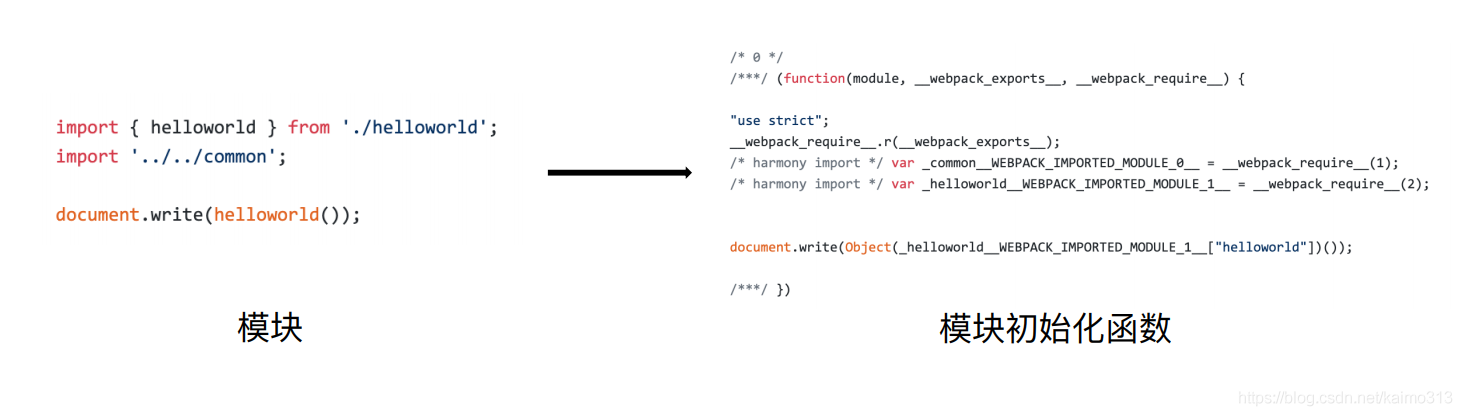 import { helloworld } from './helloworld';
import '../../common';
document.write(helloworld());
模块
/* 0 */
/***/ (function(module, __webpack_exports__, __webpack_require__) {
"use strict";
__webpack_require__.r(__webpack_exports__);
/* harmony import */ var _common__WEBPACK_IMPORTED_MODULE_0__ = __webpack_require__(1);
/* harmony import */ var _helloworld__WEBPACK_IMPORTED_MODULE_1__ = __webpack_require__(2);
document.write(Object(_helloworld__WEBPACK_IMPORTED_MODULE_1__["helloworld"])());
/***/ })
模块初始化函数
https://blog.csdn.net/kaimo313